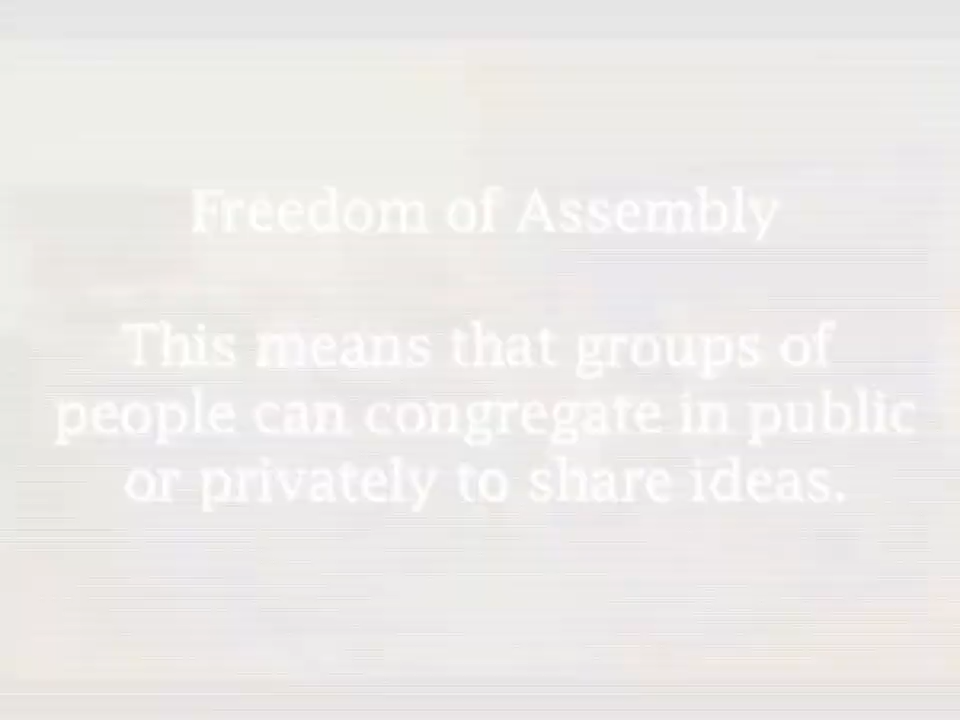 Freedom of Assembly
This means that groups of
people can congregate in public
or privately to share ideas.